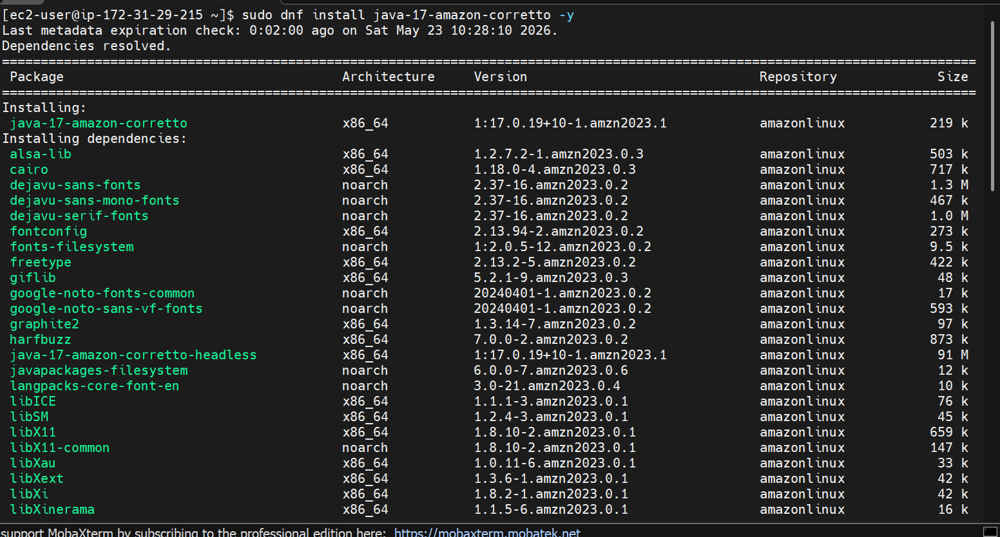 [ec2-user@ip-172-31-29-215 ~]$ sudo dnf install java-17-amazon-corretto -y
Last metadata expiration check: 0:02:00 ago on Sat May 23 10:28:10 2026.
Dependencies resolved.
================================================================================================================================
Package Architecture Version Repository Size
================================================================================================================================
Installing:
java-17-amazon-corretto x86_64 1:17.0.19+10-1.amzn2023.1 amazonlinux 219 k
Installing dependencies:
alsa-lib x86_64 1.2.7.2-1.amzn2023.0.3 amazonlinux 503 k
cairo x86_64 1.18.0-4.amzn2023.0.3 amazonlinux 717 k
dejavu-sans-fonts noarch 2.37-16.amzn2023.0.2 amazonlinux 1.3 M
dejavu-sans-mono-fonts noarch 2.37-16.amzn2023.0.2 amazonlinux 467 k
dejavu-serif-fonts noarch 2.37-16.amzn2023.0.2 amazonlinux 1.0 M
fontconfig x86_64 2.13.94-2.amzn2023.0.2 amazonlinux 273 k
fonts-filesystem noarch 1:2.0.5-12.amzn2023.0.2 amazonlinux 9.5 k
freetype x86_64 2.13.2-5.amzn2023.0.2 amazonlinux 422 k
giflib x86_64 5.2.1-9.amzn2023.0.3 amazonlinux 48 k
google-noto-fonts-common noarch 20240401-1.amzn2023.0.2 amazonlinux 17 k
google-noto-sans-vf-fonts noarch 20240401-1.amzn2023.0.2 amazonlinux 593 k
graphite2 x86_64 1.3.14-7.amzn2023.0.2 amazonlinux 97 k
harfbuzz x86_64 7.0.0-2.amzn2023.0.2 amazonlinux 873 k
java-17-amazon-corretto-headless x86_64 1:17.0.19+10-1.amzn2023.1 amazonlinux 91 M
javapackages-filesystem noarch 6.0.0-7.amzn2023.0.6 amazonlinux 12 k
langpacks-core-font-en noarch 3.0-21.amzn2023.0.4 amazonlinux 10 k
libICE x86_64 1.1.1-3.amzn2023.0.1 amazonlinux 76 k
libSM x86_64 1.2.4-3.amzn2023.0.1 amazonlinux 45 k
libX11 x86_64 1.8.10-2.amzn2023.0.1 amazonlinux 659 k
libX11-common noarch 1.8.10-2.amzn2023.0.1 amazonlinux 147 k
libXau x86_64 1.0.11-6.amzn2023.0.1 amazonlinux 33 k
libXext x86_64 1.3.6-1.amzn2023.0.1 amazonlinux 42 k
libXi x86_64 1.8.2-1.amzn2023.0.1 amazonlinux 42 k
libXinerama x86_64 1.1.5-6.amzn2023.0.1 amazonlinux 16 k
support MobaXterm by subscribing to the professional edition here: https://mobaxterm.mobatek.net